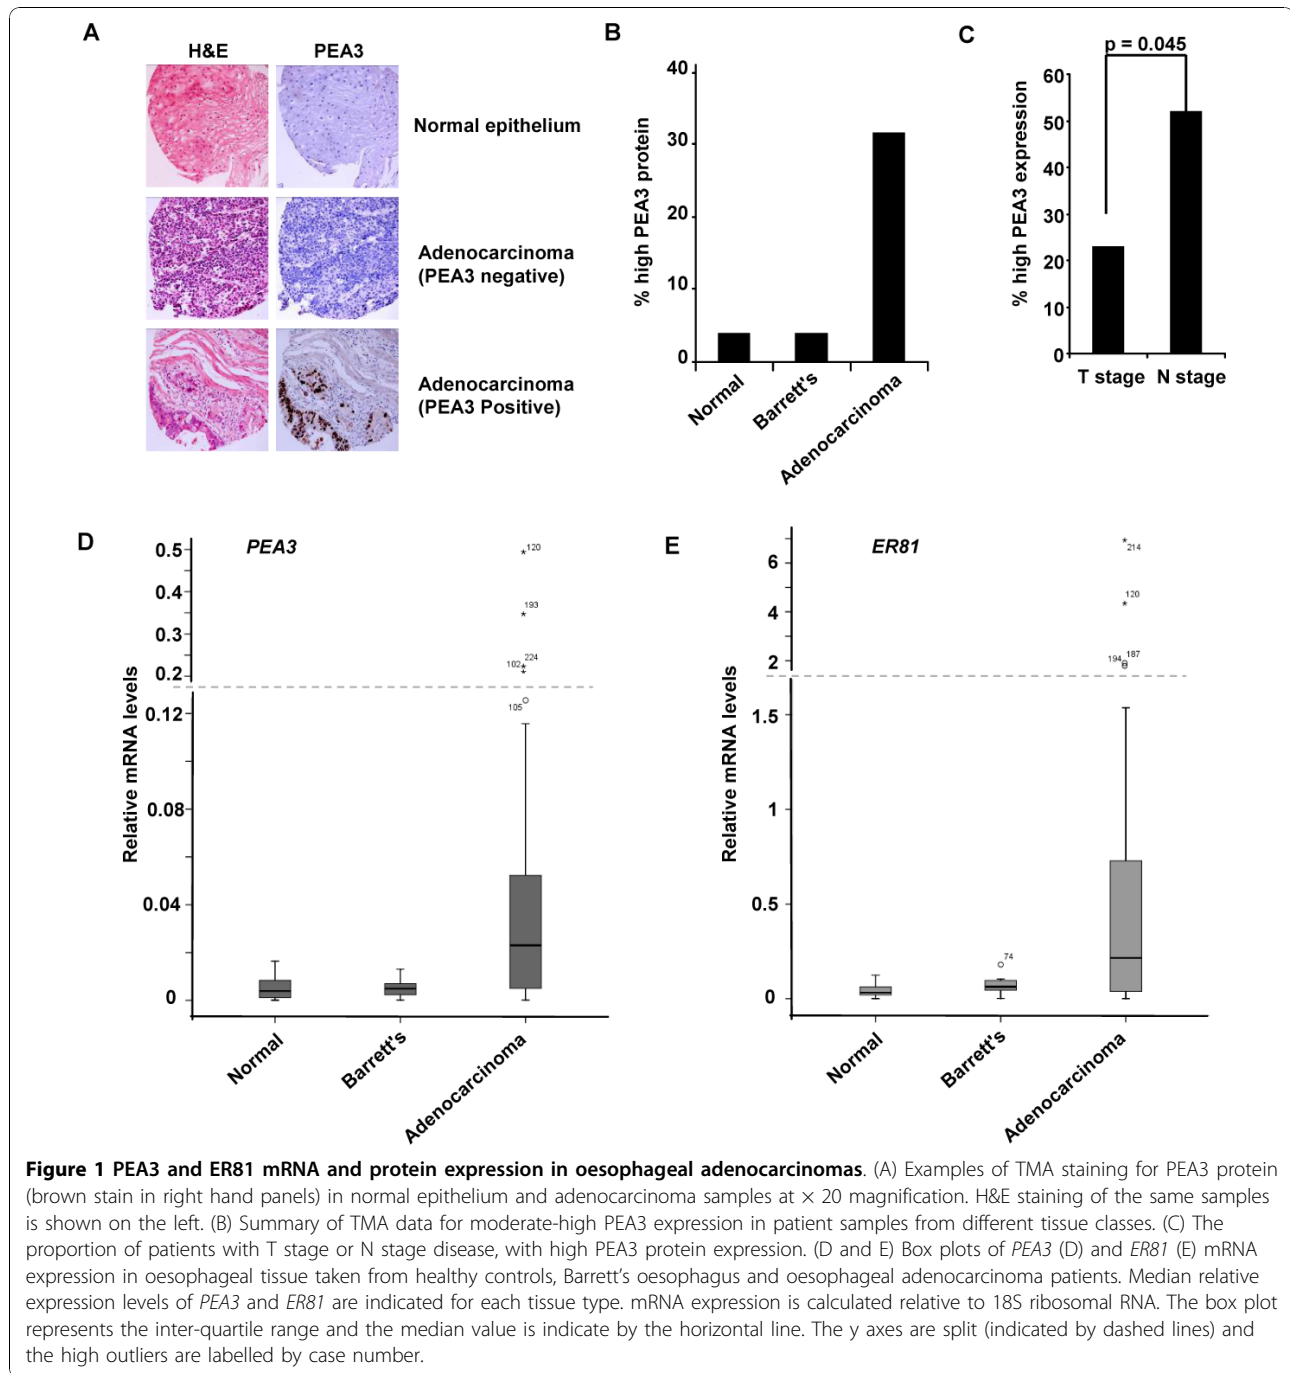 A
H&E
PEA3
Normal epithelium
Adenocarcinoma
(PEA3 negative)
Adenocarcinoma
(PEA3 Positive)
B
% high PEA3 protein
40
30
20
10
0
Normal
Barrett's
Adenocarcinoma
C
p = 0.045
% high PEA3 expression
60
50
40
30
20
10
0
T stage
N stage
D
PEA3
Relative mRNA levels
0.5
0.4
0.3
0.2
0.12
0.08
0.04
0
*120
*193
102 * 224
*
105
Normal
Barrett's
Adenocarcinoma
E
ER81
Relative mRNA levels
6
4
2
1.5
1
0.5
0
* 214
*120
194 187
74
Normal
Barrett's
Adenocarcinoma
Figure 1 PEA3 and ER81 mRNA and protein expression in oesophageal adenocarcinomas. (A) Examples of TMA staining for PEA3 protein
(brown stain in right hand panels) in normal epithelium and adenocarcinoma samples at × 20 magnification. H&E staining of the same samples
is shown on the left. (B) Summary of TMA data for moderate-high PEA3 expression in patient samples from different tissue classes. (C) The
proportion of patients with T stage or N stage disease, with high PEA3 protein expression. (D and E) Box plots of PEA3 (D) and ER81 (E) mRNA
expression in oesophageal tissue taken from healthy controls, Barrett's oesophagus and oesophageal adenocarcinoma patients. Median relative
expression levels of PEA3 and ER81 are indicated for each tissue type. mRNA expression is calculated relative to 18S ribosomal RNA. The box plot
represents the inter-quartile range and the median value is indicate by the horizontal line. The y axes are split (indicated by dashed lines) and
the high outliers are labelled by case number.